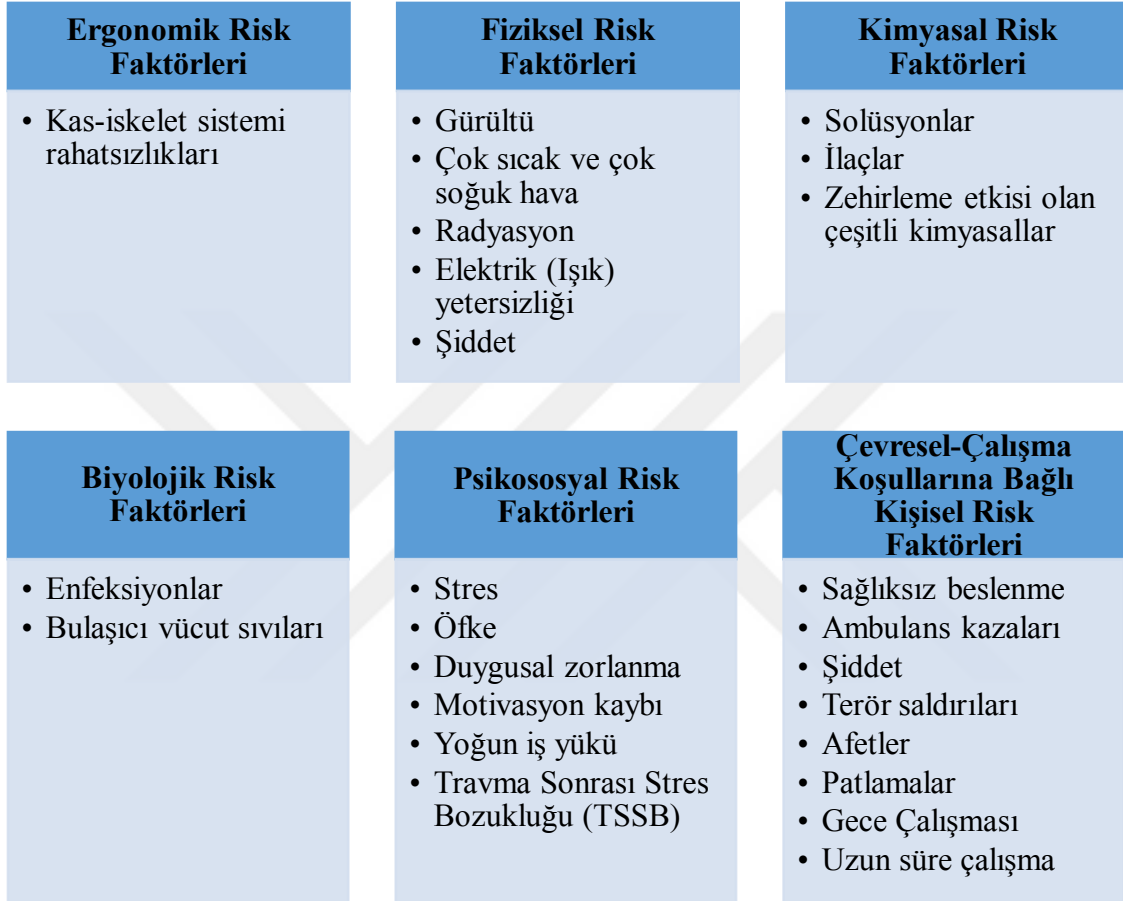 Ergonomik Risk
Faktörleri
• Kas-iskelet sistemi
rahatsızlıkları
Fiziksel Risk
Faktörleri
• Gürültü
• Çok sıcak ve çok
soğuk hava
• Radyasyon
• Elektrik (Işık)
yetersizliği
• Şiddet
Kimyasal Risk
Faktörleri
• Solüsyonlar
• İlaçlar
• Zehirleme etkisi olan
çeşitli kimyasallar
Biyolojik Risk
Faktörleri
• Enfeksiyonlar
• Bulaşıcı vücut sıvıları
Psikososyal Risk
Faktörleri
• Stres
• Öfke
• Duygusal zorlanma
• Motivasyon kaybı
• Yoğun iş yükü
• Travma Sonrası Stres
Bozukluğu (TSSB)
Çevresel-Çalışma
Koşullarına Bağlı
Kişisel Risk
Faktörleri
• Sağlıksız beslenme
• Ambulans kazaları
• Şiddet
• Terör saldırıları
• Afetler
• Patlamalar
• Gece Çalışması
• Uzun süre çalışma